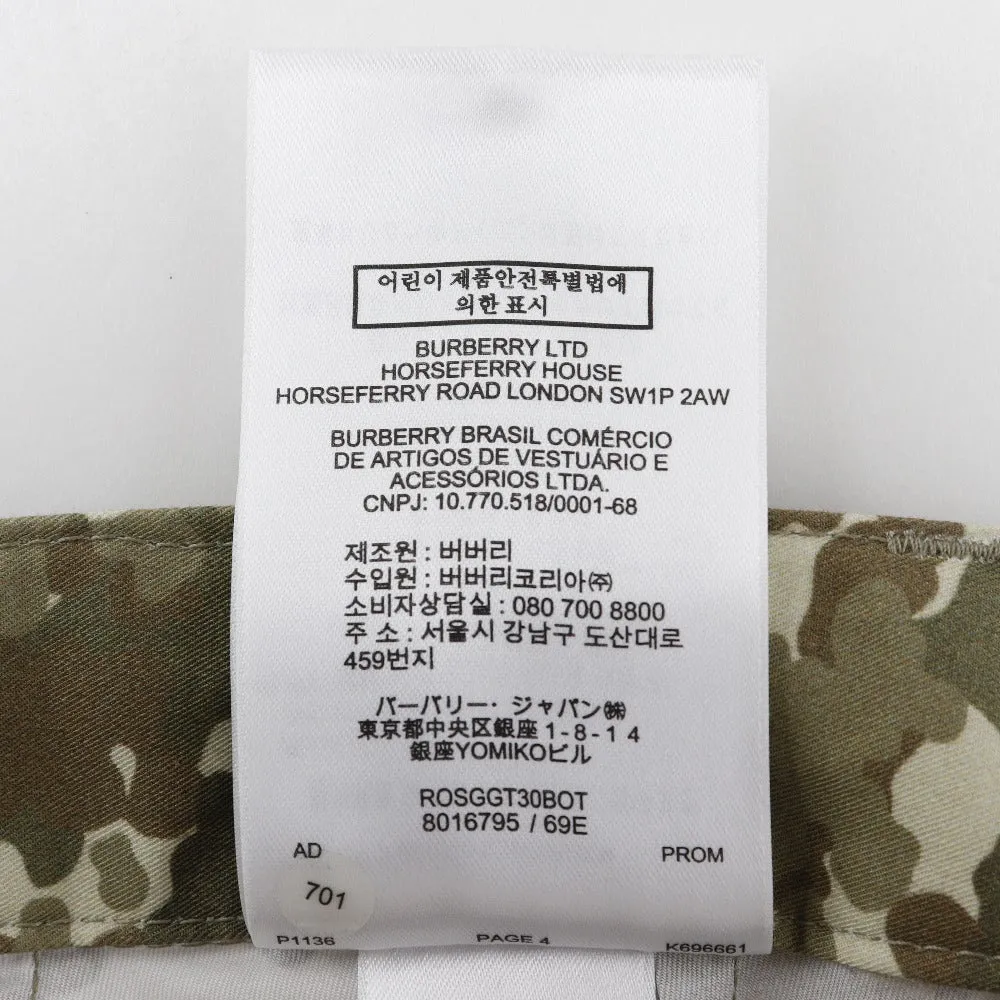 어린이 제품안전특별법에
의한 표시
BURBERRY LTD
HORSEFERRY HOUSE
HORSEFERRY ROAD LONDON SW1P 2AW
BURBERRY BRASIL COMÉRCIO
DE ARTIGOS DE VESTUÁRIO E
ACESSÓRIOS LTDA.
CNPJ: 10.770.518/0001-68
제조원 : 버버리
수입원 : 버버리코리아㈜
소비자상담실 : 080 700 8800
주 소 : 서울시 강남구 도산대로
459번지
バーバリー・ジャパン㈱
東京都中央区銀座 1 - 8 - 1 4
銀座YOMIKOビル
ROSGGT30BOT
8016795 / 69E
AD PROM
701
P1136 PAGE 4 K696661